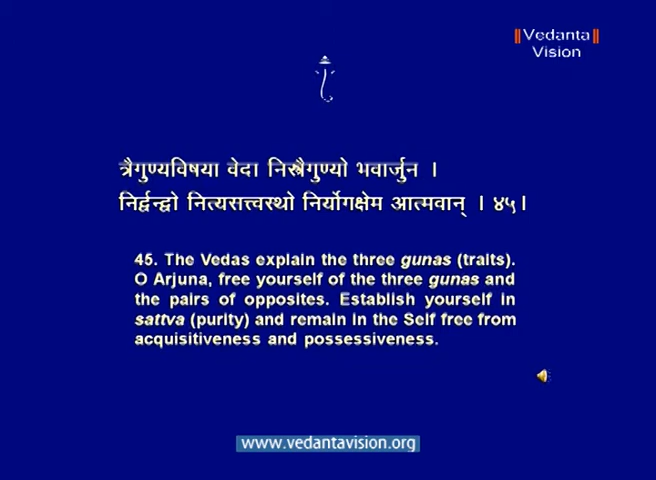 ||Vedanta||
Vision
त्रैगुण्यविषया वेदा निस्त्रैगुण्यो भवार्जुन ।
निर्द्वन्द्वो नित्यसत्त्वस्थो निर्योगक्षेम आत्मवान् । ४५।
45. The Vedas explain the three gunas (traits).
O Arjuna, free yourself of the three gunas and
the pairs of opposites. Establish yourself in
sattva (purity) and remain in the Self free from
acquisitiveness and possessiveness.
www.vedantavision.org